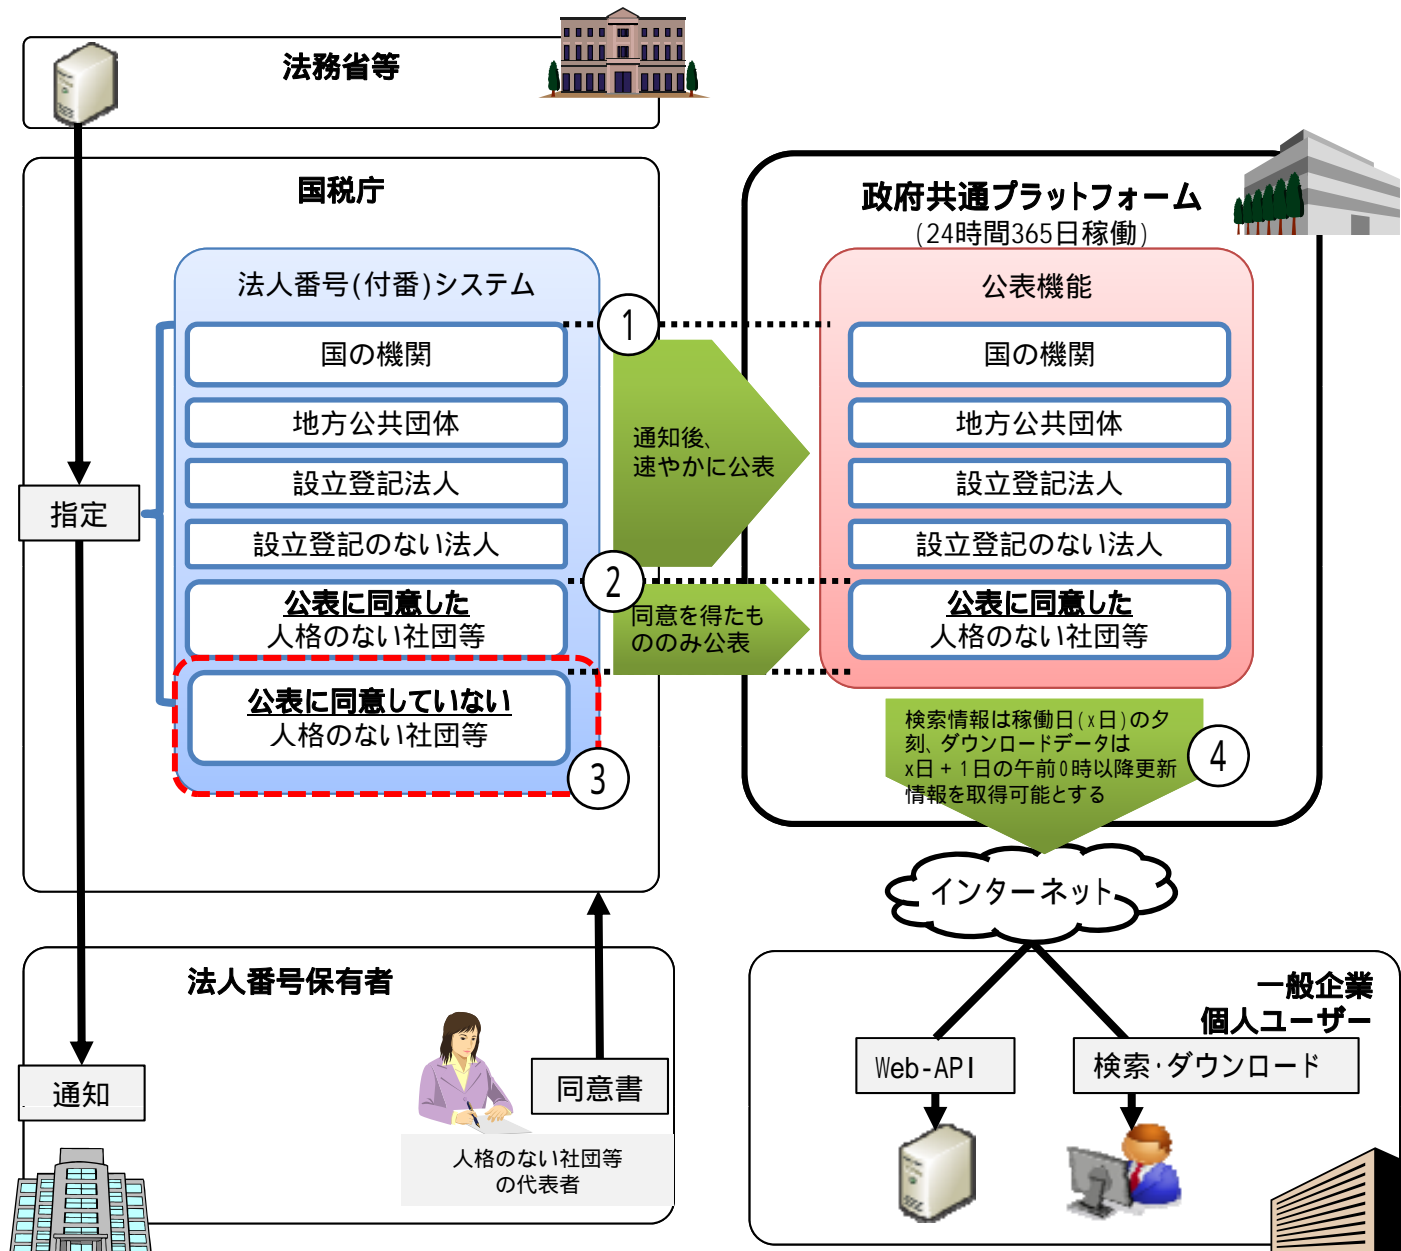 法務省等
国税庁
法人番号(付番)システム
国の機関
地方公共団体
設立登記法人
設立登記のない法人
公表に同意した
人格のない社団等
公表に同意していない
人格のない社団等
指定
①
通知後、
速やかに公表
②
同意を得たも
ののみ公表
③
政府共通プラットフォーム
(24時間365日稼働)
公表機能
国の機関
地方公共団体
設立登記法人
設立登記のない法人
公表に同意した
人格のない社団等
検索情報は稼働日(x日)の夕
刻、ダウンロードデータは
x日+1日の午前0時以降更新
情報を取得可能とする
④
インターネット
法人番号保有者
通知
同意書
人格のない社団等
の代表者
一般企業
個人ユーザー
Web-API
検索・ダウンロード